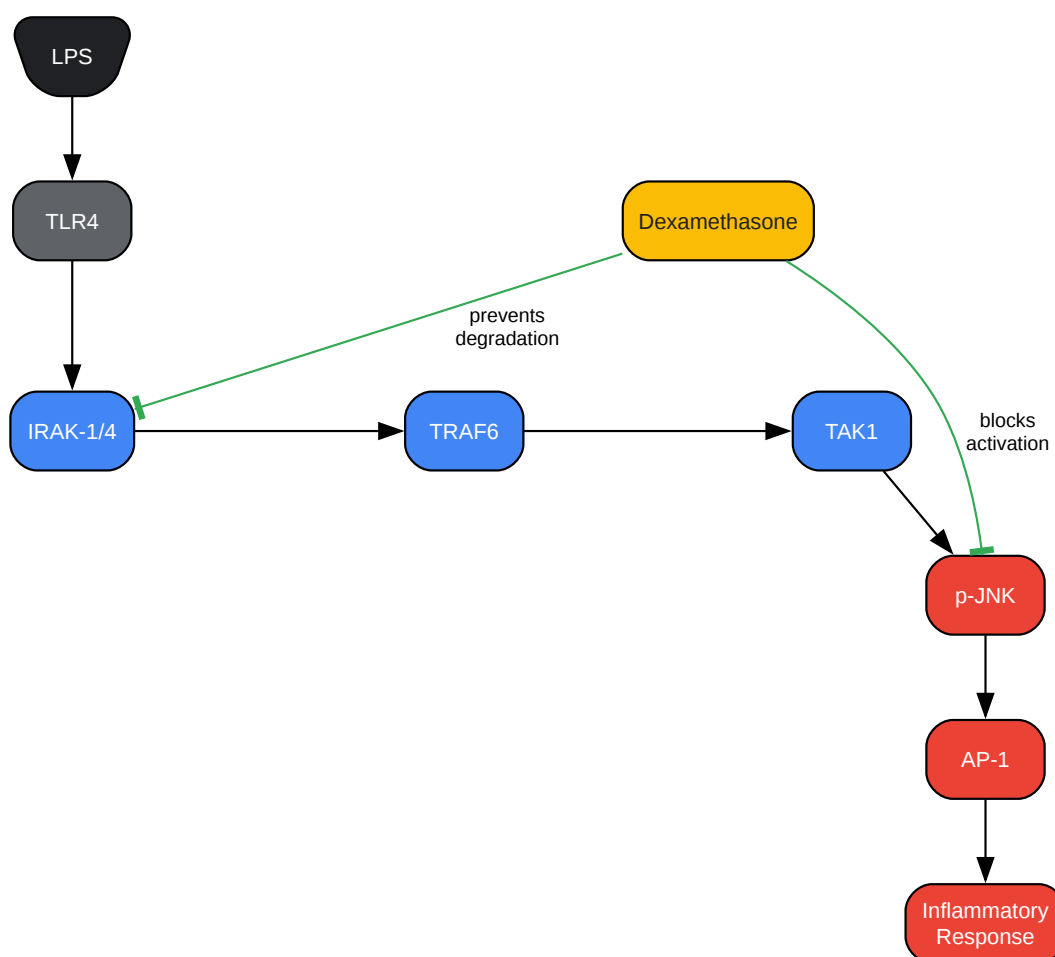 LPS
TLR4
Dexamethasone
prevents
degradation
blocks
activation
IRAK-1/4
TRAF6
TAK1
p-JNK
AP-1
Inflammatory
Response